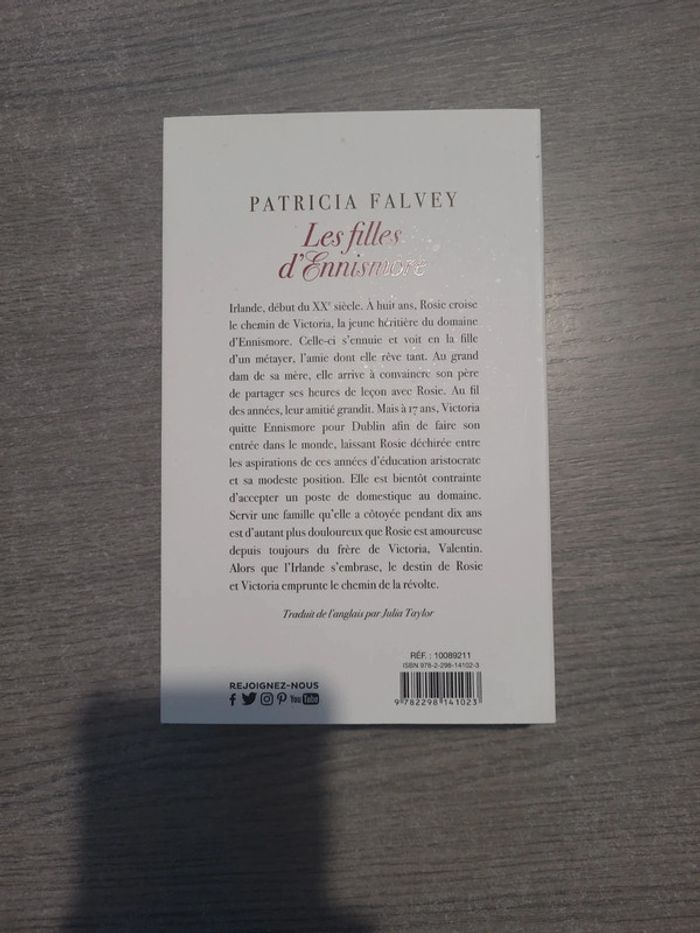 PATRICIA FALVEY
Les filles
d'Ennismore
Irlande, début du XXe siècle. À huit ans, Rosie croise
le chemin de Victoria, la jeune héritière du domaine
d'Ennismore. Celle-ci s'ennuie et voit en la fille
d'un métayer, l'amie dont elle rêve tant. Au grand
dam de sa mère, elle arrive à convaincre son père
de partager ses heures de leçon avec Rosie. Au fil
des années, leur amitié grandit. Mais à 17 ans, Victoria
quitte Ennismore pour Dublin afin de faire son
entrée dans le monde, laissant Rosie déchirée entre
les aspirations de ces années d'éducation aristocrate
et sa modeste position. Elle est bientôt contrainte
d'accepter un poste de domestique au domaine.
Servir une famille qu'elle a côtoyée pendant dix ans
est d'autant plus douloureux que Rosie est amoureuse
depuis toujours du frère de Victoria, Valentin.
Alors que l'Irlande s'embrase, le destin de Rosie
et Victoria emprunte le chemin de la révolte.
Traduit de l'anglais par Julia Taylor
RÉF. : 10089211
ISBN 978-2-298-14102-3
9 782298 141023
REJOIGNEZ-NOUS
YouTube